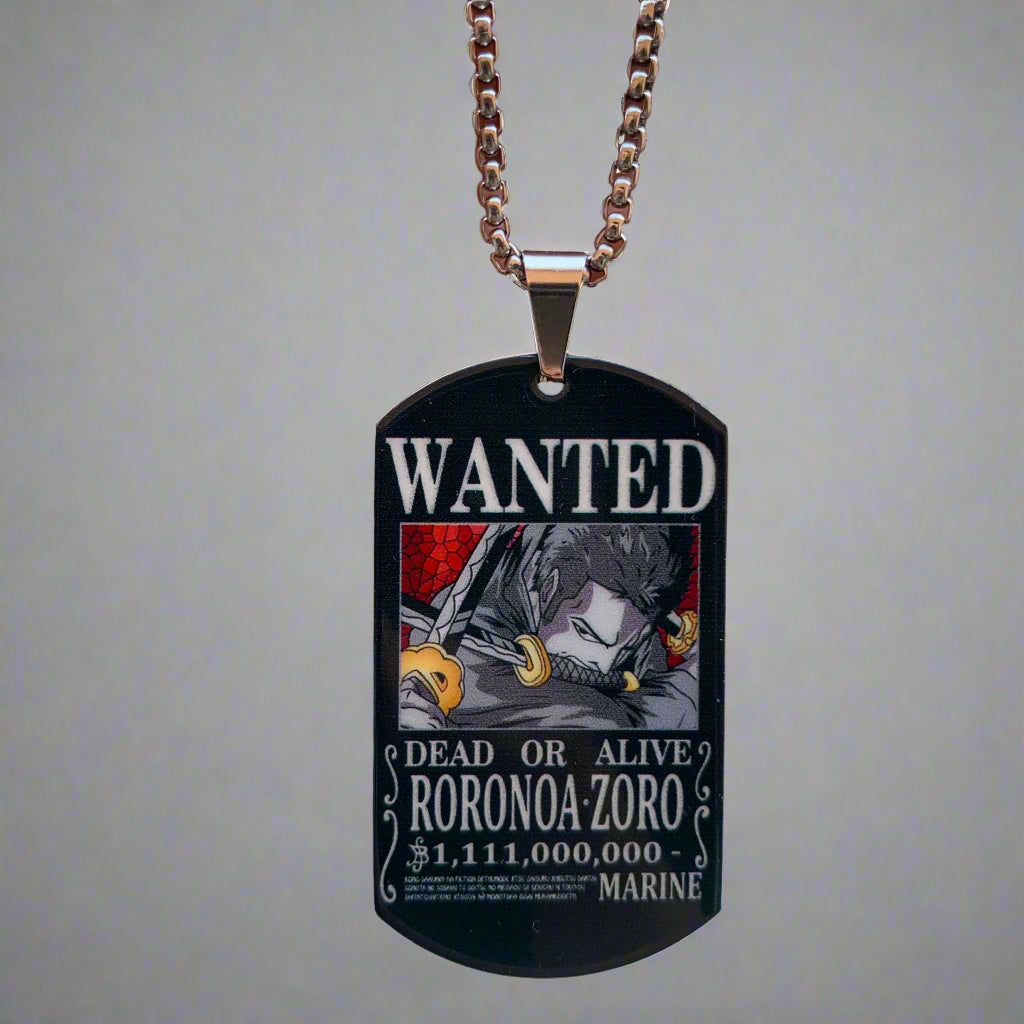 WANTED
DEAD OR ALIVE
RORONOA·ZORO
฿1,111,000,000-
MARINE